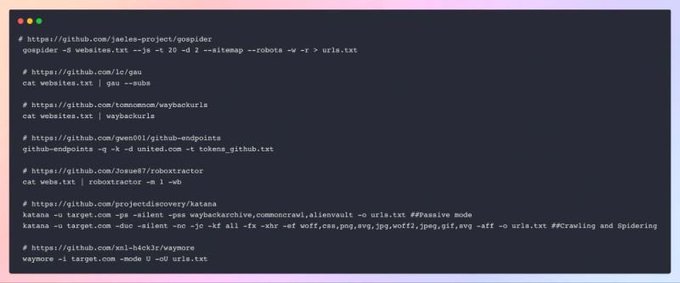 # https://github.com/jaeles-project/gospider
gospider -S websites.txt --js -t 20 -d 2 --sitemap --robots -w -r > urls.txt
# https://github.com/lc/gau
cat websites.txt | gau --subs
# https://github.com/tomnomnom/waybackurls
cat websites.txt | waybackurls
# https://github.com/gwen001/github-endpoints
github-endpoints -q -k -d united.com -t tokens_github.txt
# https://github.com/Josue87/roboxtractor
cat webs.txt | roboxtractor -m 1 -wb
# https://github.com/projectdiscovery/katana
katana -u target.com -ps -silent -pss waybackarchive,commoncrawl,alienvault -o urls.txt ##Passive mode
katana -u target.com -duc -silent -nc -jc -kf all -fx -xhr -ef woff,css,png,svg,jpg,woff2,jpeg,gif,svg -aff -o urls.txt ##Crawling and Spidering
# https://github.com/xnl-h4ck3r/waymore
waymore -i target.com -mode U -oU urls.txt